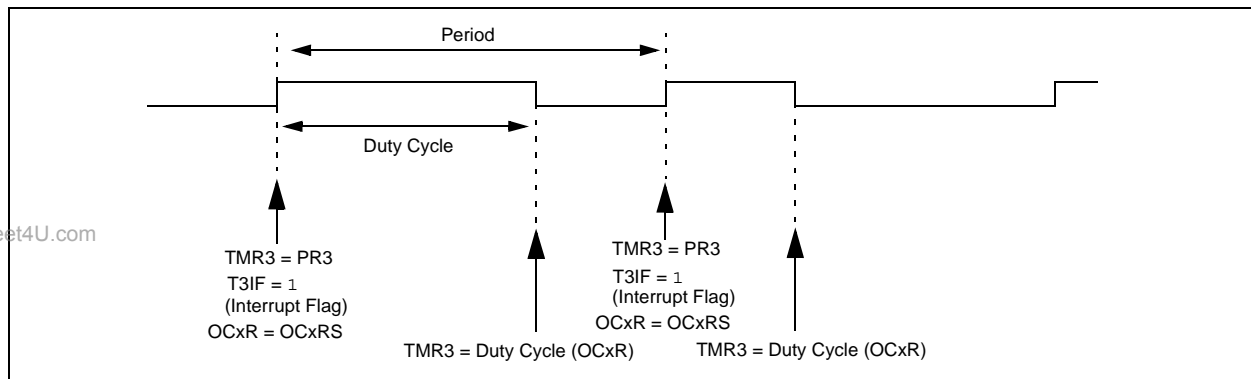 Period
Duty Cycle
eet4U.com
TMR3 = PR3
T3IF = 1
(Interrupt Flag)
OCxR = OCxRS
TMR3 = Duty Cycle (OCxR)
TMR3 = PR3
T3IF = 1
(Interrupt Flag)
OCxR = OCxRS
TMR3 = Duty Cycle (OCxR)